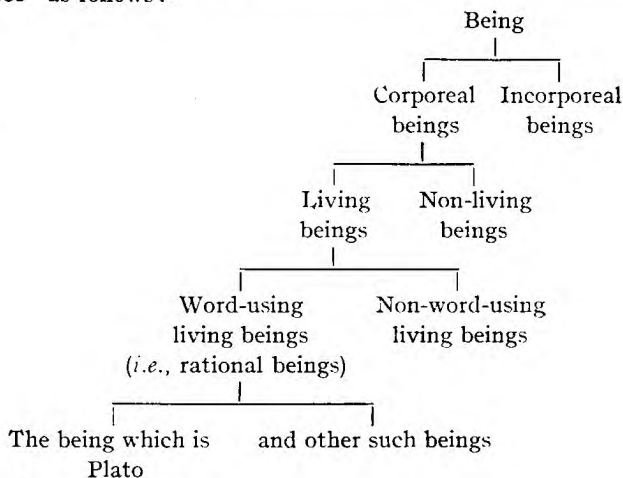 as follows:
Being
Corporeal Incorporeal
beings beings
Living Non-living
beings beings
Word-using Non-word-using
living beings living beings
(i.e., rational beings)
The being which is and other such beings
Plato